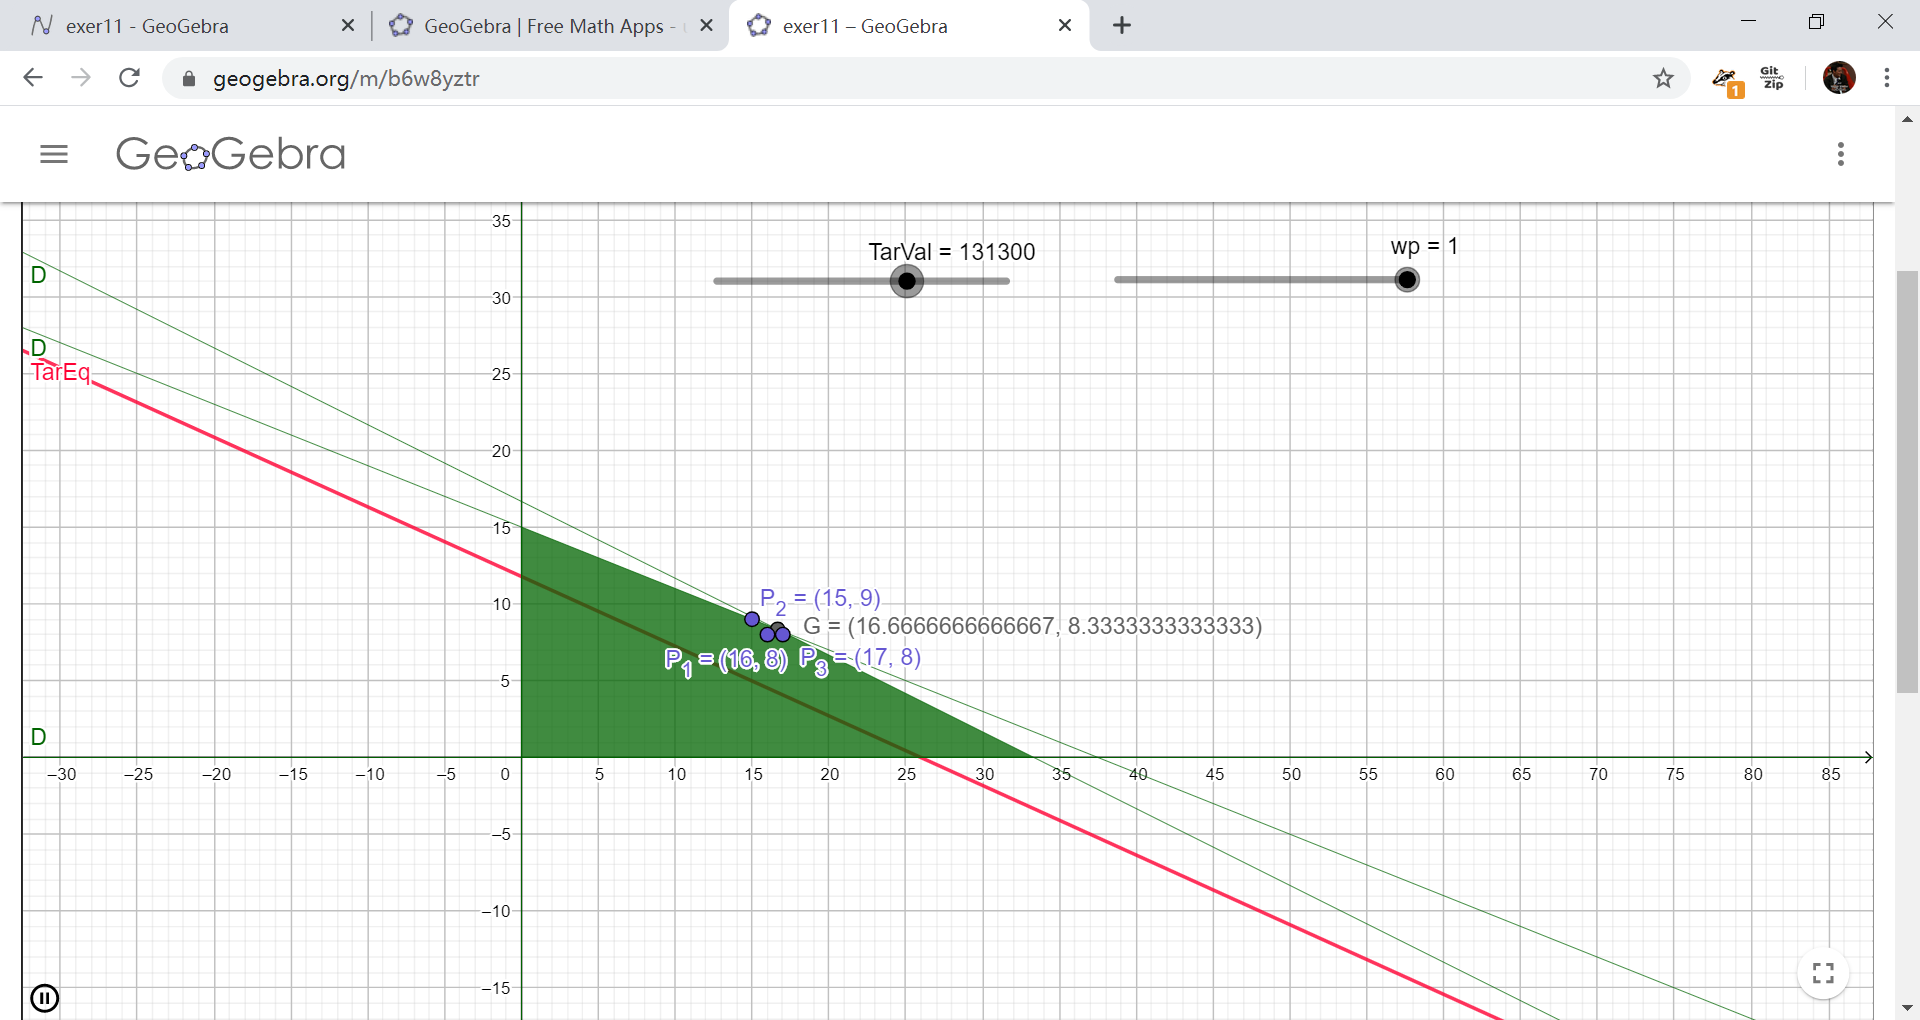 exer11 - GeoGebra
GeoGebra | Free Math Apps -
exer11 – GeoGebra
geogebra.org/m/b6w8yztr
1
Git
Zip
GeoGebra
TarVal = 131300
wp = 1
D
D
TarEq
D
35
30
25
20
15
10
5
P2 = (15, 9)
G = (16.6666666666667, 8.3333333333333)
P1 = (16, 8)
P3 = (17, 8)
–30
–25
–20
–15
–10
–5
0
5
10
15
20
25
30
35
40
45
50
55
60
65
70
75
80
85
–5
–10
–15